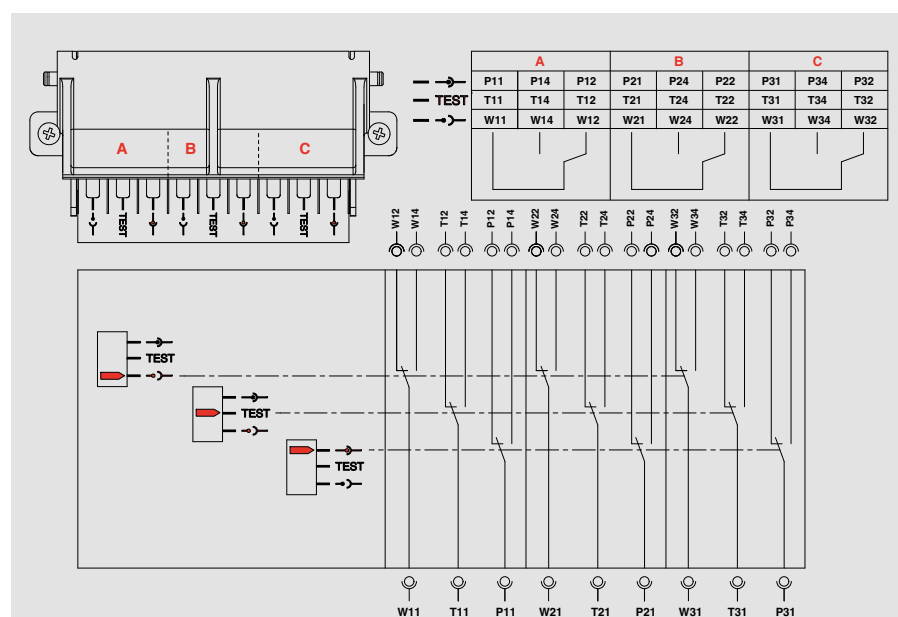 A B C
P11 P14 P12 P21 P24 P22 P31 P34 P32
TEST T11 T14 T12 T21 T24 T22 T31 T34 T32
W11 W14 W12 W21 W24 W22 W31 W34 W32
A B C
TEST TEST TEST
W12 W14 T12 T14 P12 P14 W22 W24 T22 T24 P22 P24 W32 W34 T32 T34 P32 P34
TEST
TEST
TEST
W11 T11 P11 W21 T21 P21 W31 T31 P31